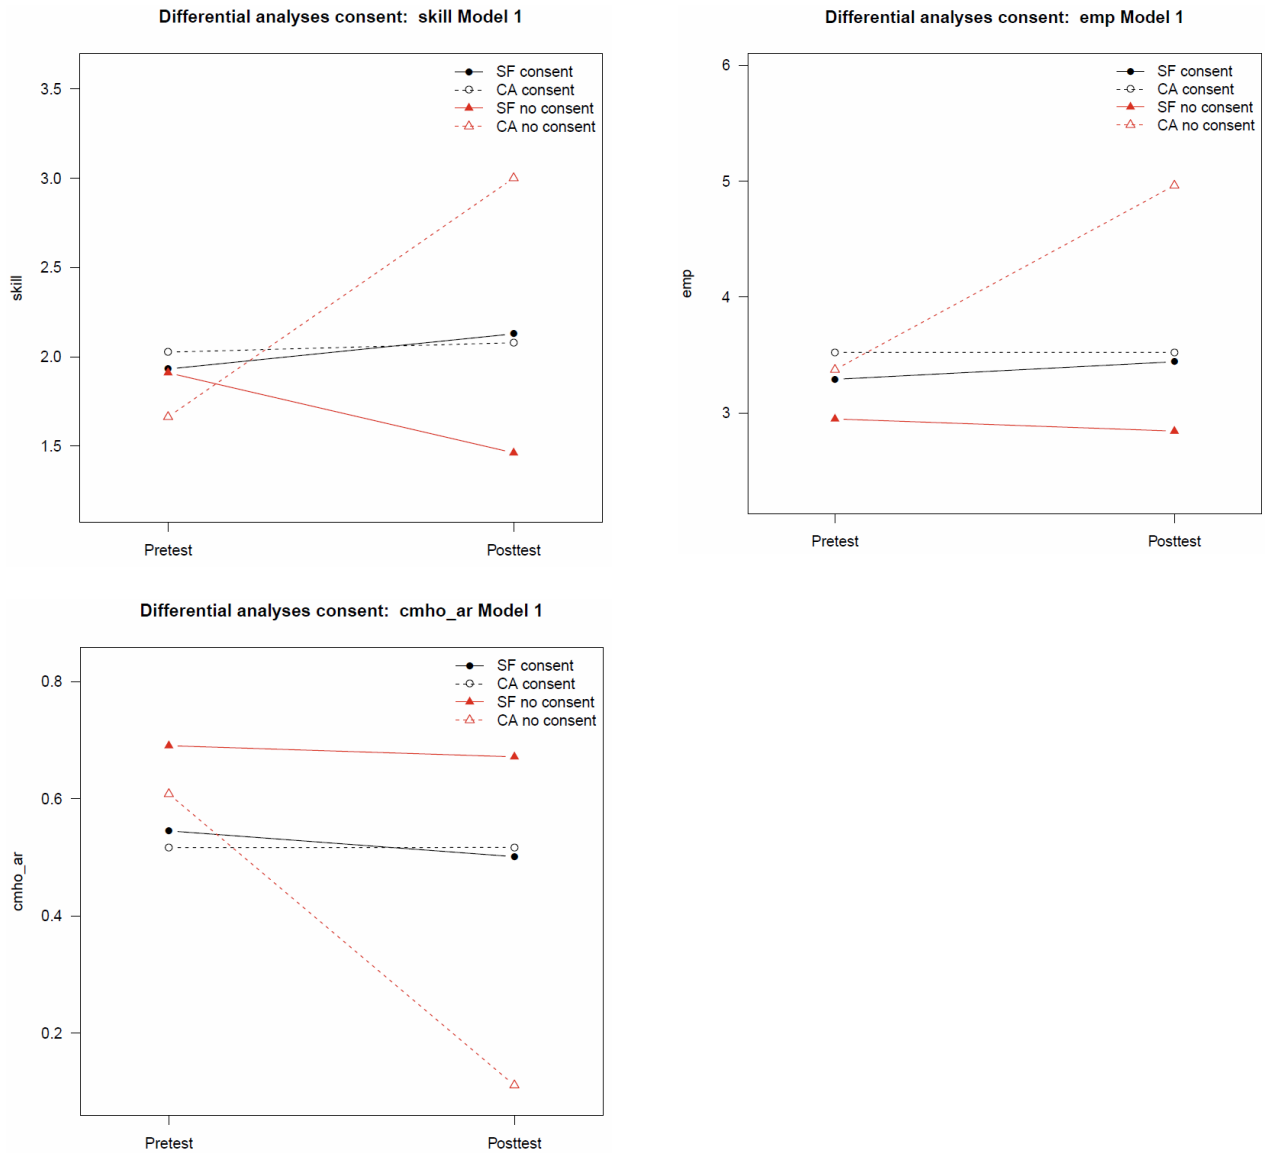 Differential analyses consent:  skill Model 1
SF consent
CA consent
SF no consent
CA no consent
3.5
3.0
2.5
2.0
1.5
skill
Pretest
Posttest
Differential analyses consent:  emp Model 1
SF consent
CA consent
SF no consent
CA no consent
6
5
4
3
emp
Pretest
Posttest
Differential analyses consent:  cmho_ar Model 1
SF consent
CA consent
SF no consent
CA no consent
0.8
0.6
0.4
0.2
cmho_ar
Pretest
Posttest